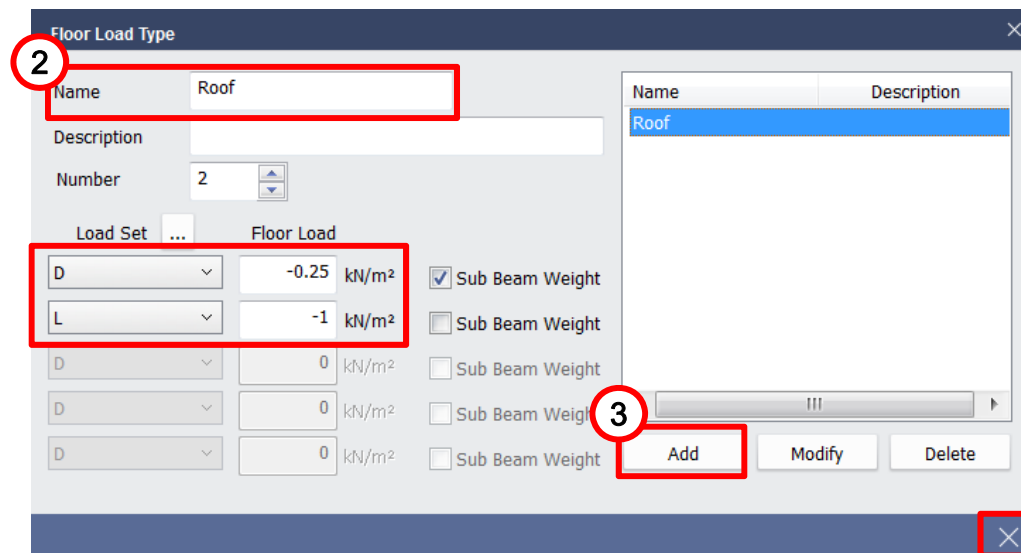 Floor Load Type
2
Name Roof
Description
Number 2
Load Set ... Floor Load
D -0.25 kN/m² Sub Beam Weight
L -1 kN/m² Sub Beam Weight
D 0 kN/m² Sub Beam Weight
D 0 kN/m² Sub Beam Weight
D 0 kN/m² Sub Beam Weight
Name Description
Roof
3
Add Modify Delete